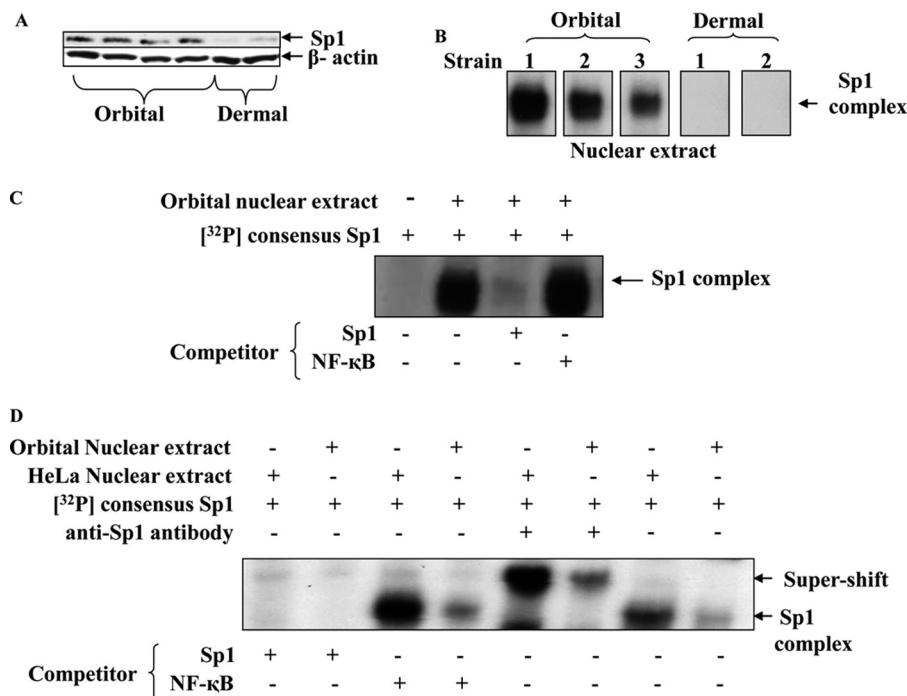 A
Sp1
β- actin
Orbital Dermal
B
Orbital Dermal
Strain 1 2 3 1 2
Sp1 complex
Nuclear extract
C
Orbital nuclear extract - + + +
[³²P] consensus Sp1 + + + +
Sp1 complex
Competitor
Sp1 - - + -
NF-κB - - - +
D
Orbital Nuclear extract - + - + - + - +
HeLa Nuclear extract + - + - + - + -
[³²P] consensus Sp1 + + + + + + + +
anti-Sp1 antibody - - - - + + - -
Super-shift
Sp1 complex
Competitor
Sp1 + + - - - - - -
NF-κB - - + + - - - -